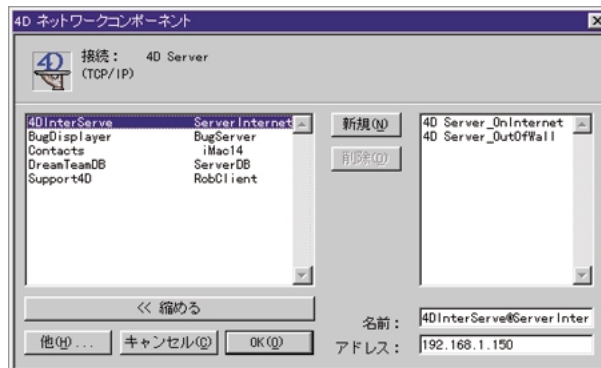 4D ネットワークコンポーネント
4D
接続： 4D Server
(TCP/IP)
4DInterServe ServerInternet
BugDisplayer BugServer
Contacts iMac14
DreamTeamDB ServerDB
Support4D RobClient
新規(N)
削除(D)
4D Server_OnInternet
4D Server_OutOfWall
<< 縮める
他(H)...
キャンセル(C)
OK(O)
名前： 4DInterServe@ServerInter
アドレス： 192.168.1.150